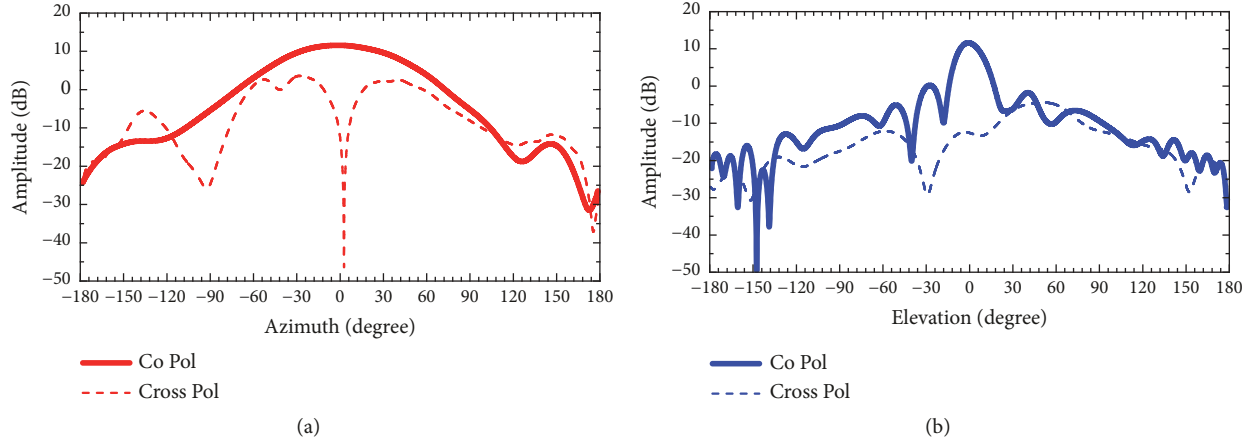 20
10
0
−10
−20
−30
−40
−50
Amplitude (dB)
−180 −150 −120 −90 −60 −30 0 30 60 90 120 150 180
Azimuth (degree)
Co Pol
Cross Pol
(a)
20
10
0
−10
−20
−30
−40
−50
Amplitude (dB)
−180 −150 −120 −90 −60 −30 0 30 60 90 120 150 180
Elevation (degree)
Co Pol
Cross Pol
(b)